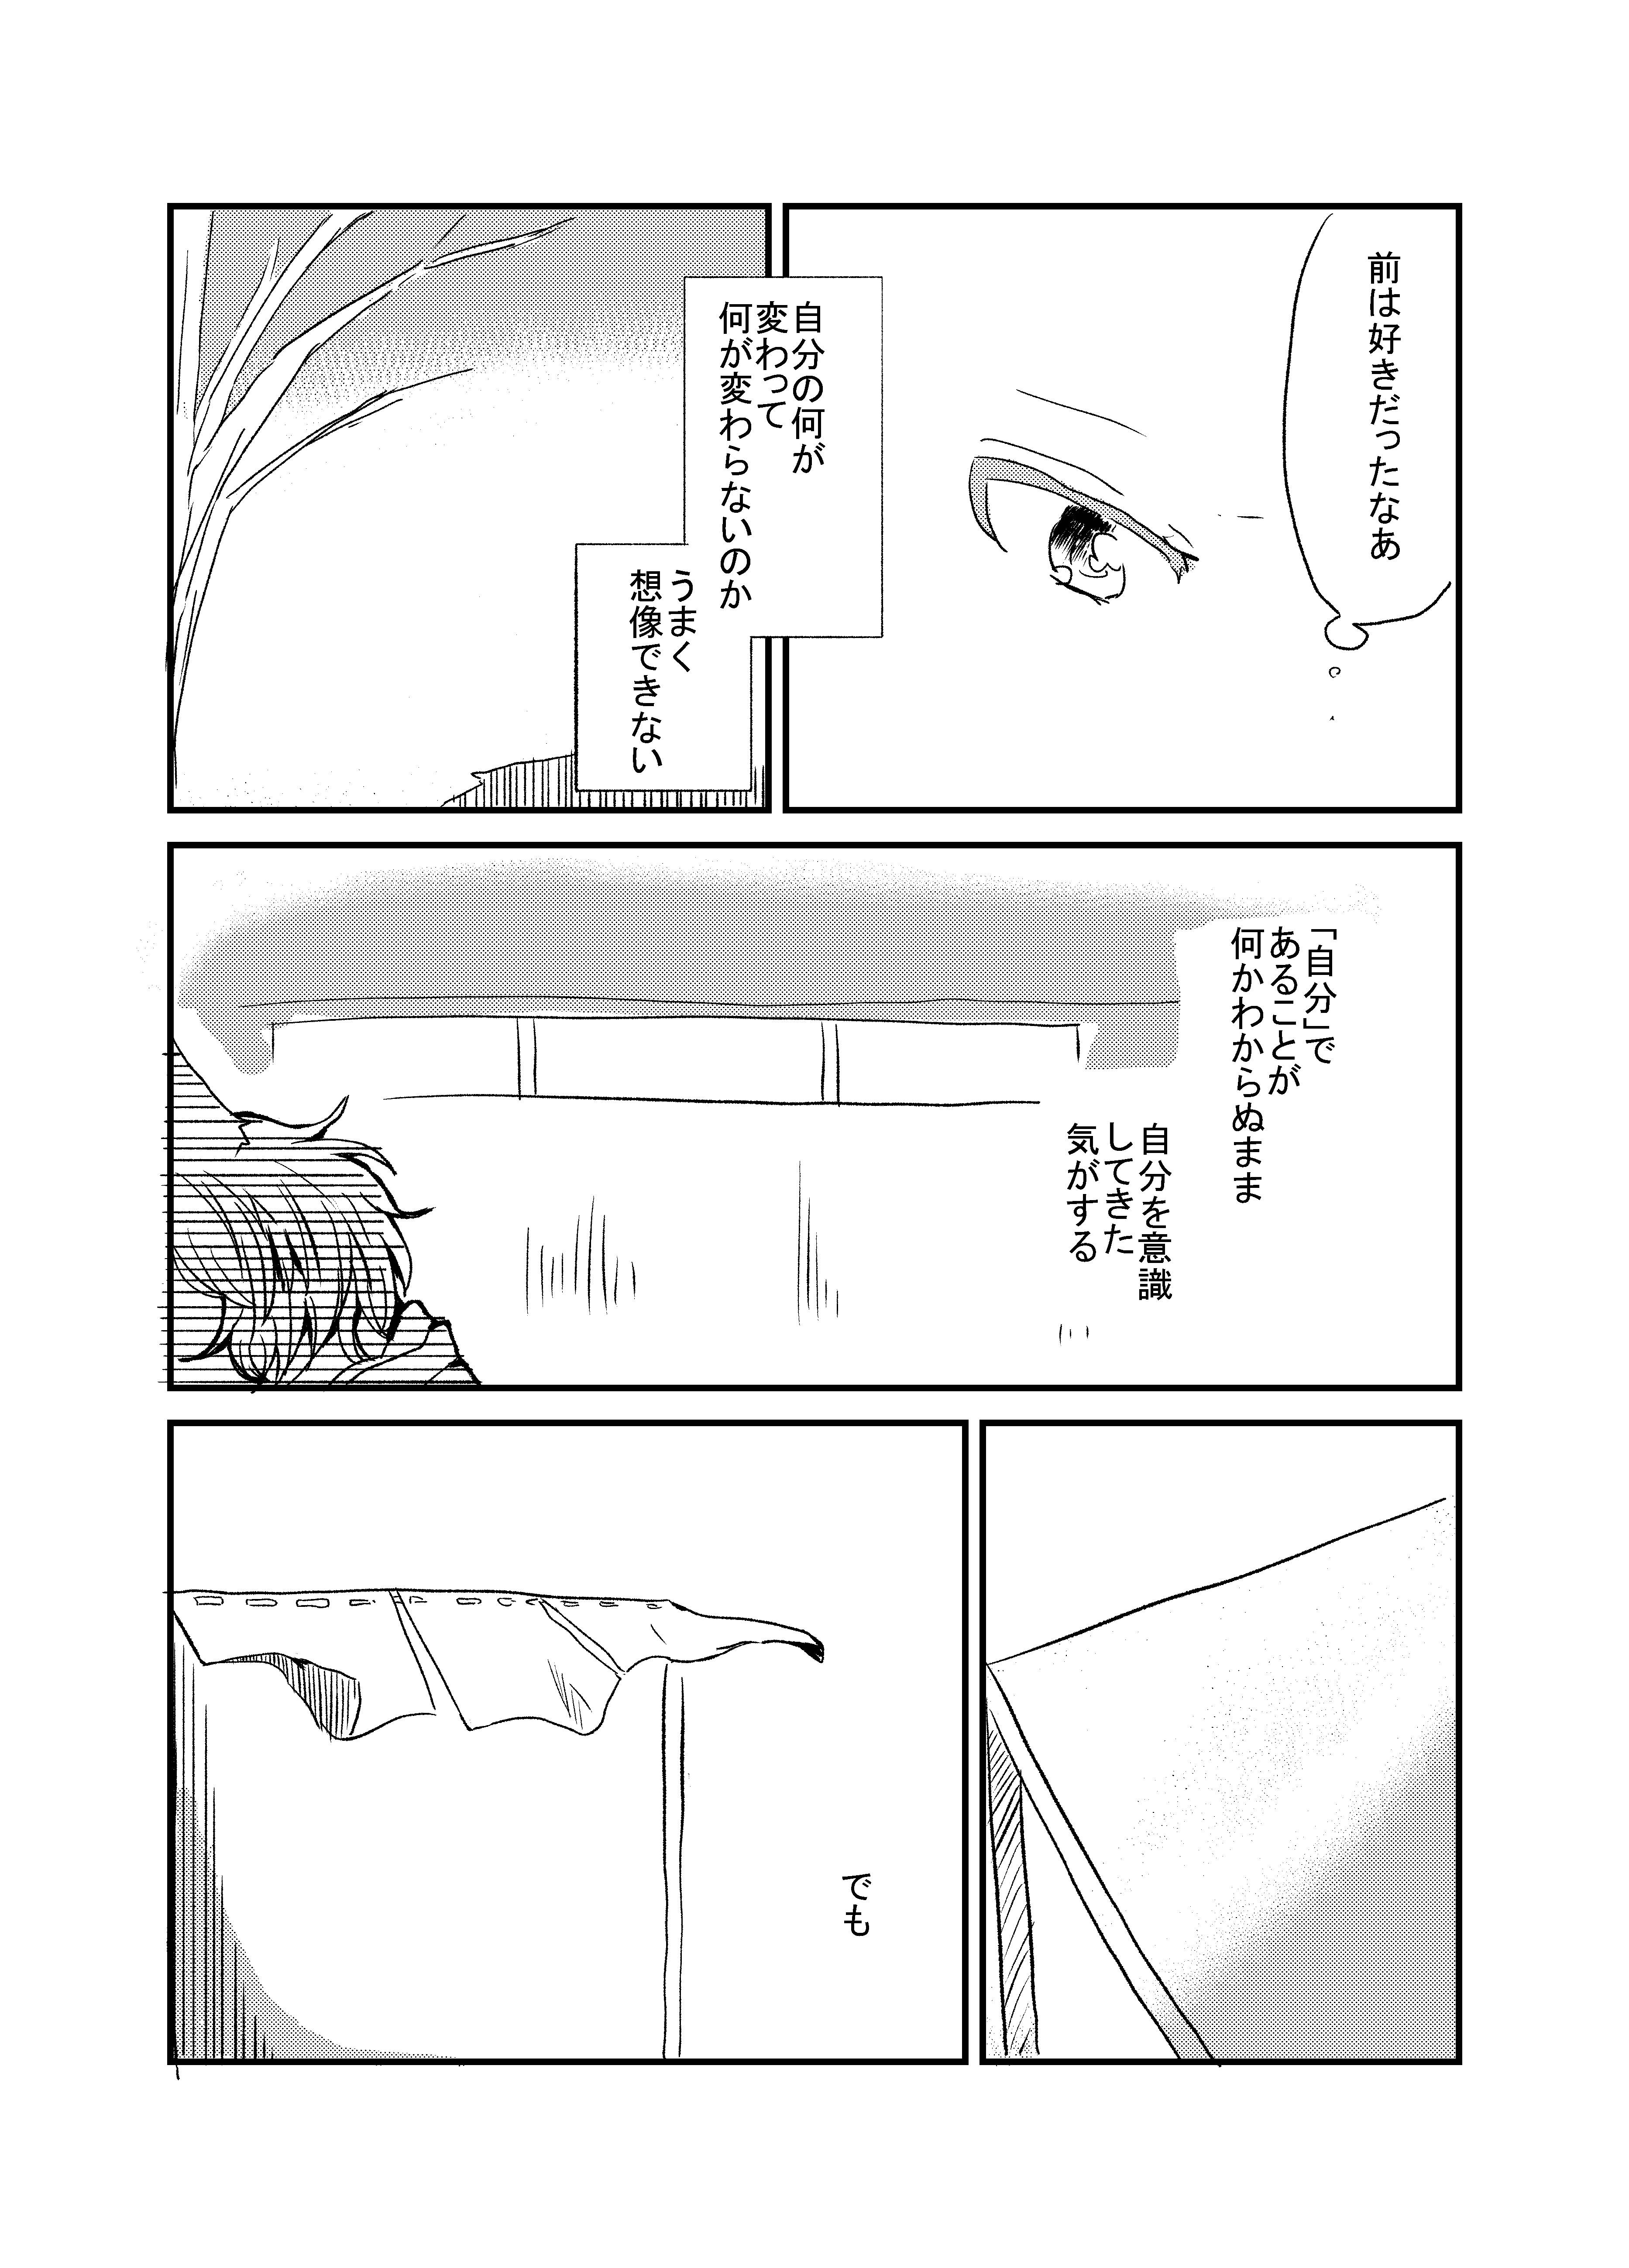 前は好きだったなあ
自分の何が
変わって
何が変わらないのか
うまく
想像できない
「自分」で
あることが
何かわからぬまま
自分を意識
してきた
気がする
でも